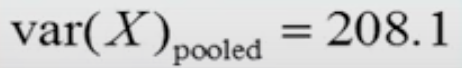 var(X)pooled = 208.1